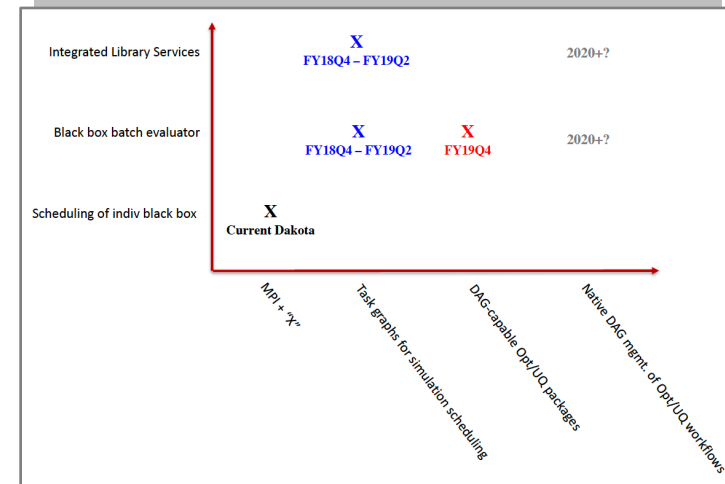 Integrated Library Services
X
FY18Q4 – FY19Q2
2020+?
Black box batch evaluator
X
FY18Q4 – FY19Q2
X
FY19Q4
2020+?
Scheduling of indiv black box
X
Current Dakota
MPI + “X”
Task graphs for simulation scheduling
DAG-capable Opt/UQ packages
Native DAG mgmt. of Opt/UQ workflows